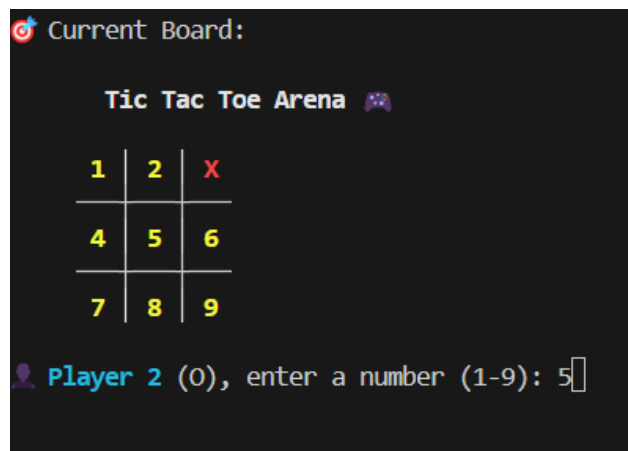 🎯 Current Board:
Tic Tac Toe Arena 🎮
1 | 2 | X
4 | 5 | 6
7 | 8 | 9
👤 Player 2 (O), enter a number (1-9): 5